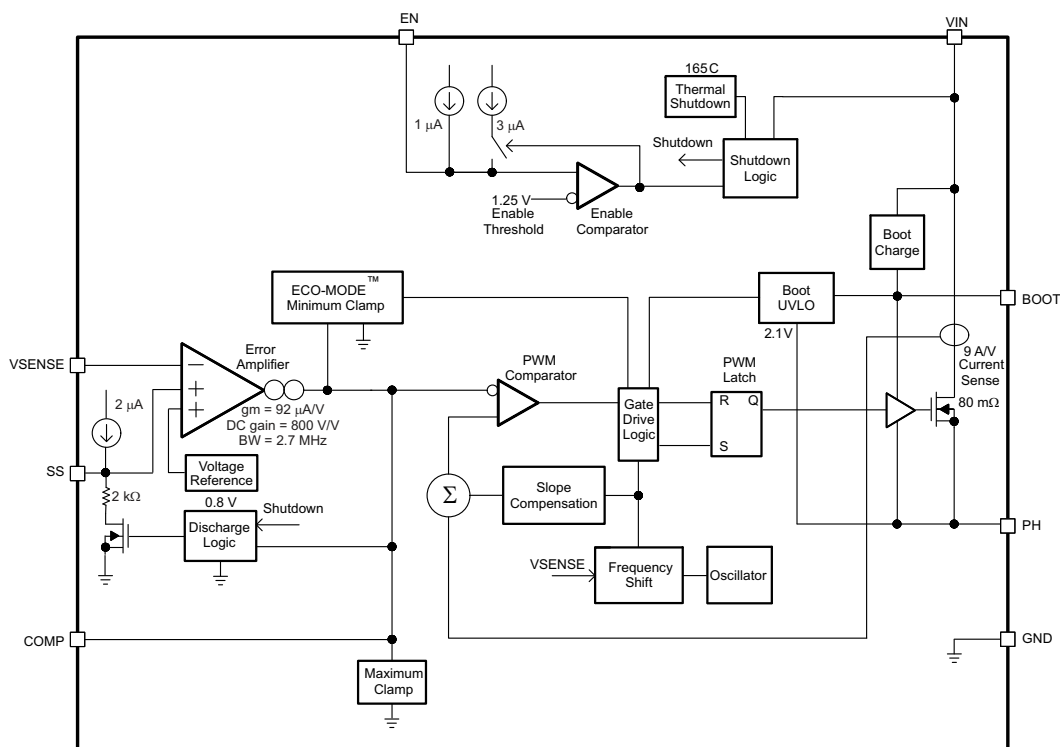 EN
VIN
165C
Thermal
Shutdown
1 µA
3 µA
Shutdown
Shutdown
Logic
1.25 V
Enable
Threshold
Enable
Comparator
Boot
Charge
ECO-MODE™
Minimum Clamp
Boot
UVLO
BOOT
2.1V
VSENSE
Error
Amplifier
PWM
Comparator
PWM
Latch
9 A/V
Current
Sense
2 µA
gm = 92 µA/V
DC gain = 800 V/V
BW = 2.7 MHz
Gate
Drive
Logic
R Q
S
80 mΩ
SS
Voltage
Reference
2 kΩ
0.8 V
Shutdown
Discharge
Logic
Σ
Slope
Compensation
PH
VSENSE
Frequency
Shift
Oscillator
COMP
GND
Maximum
Clamp